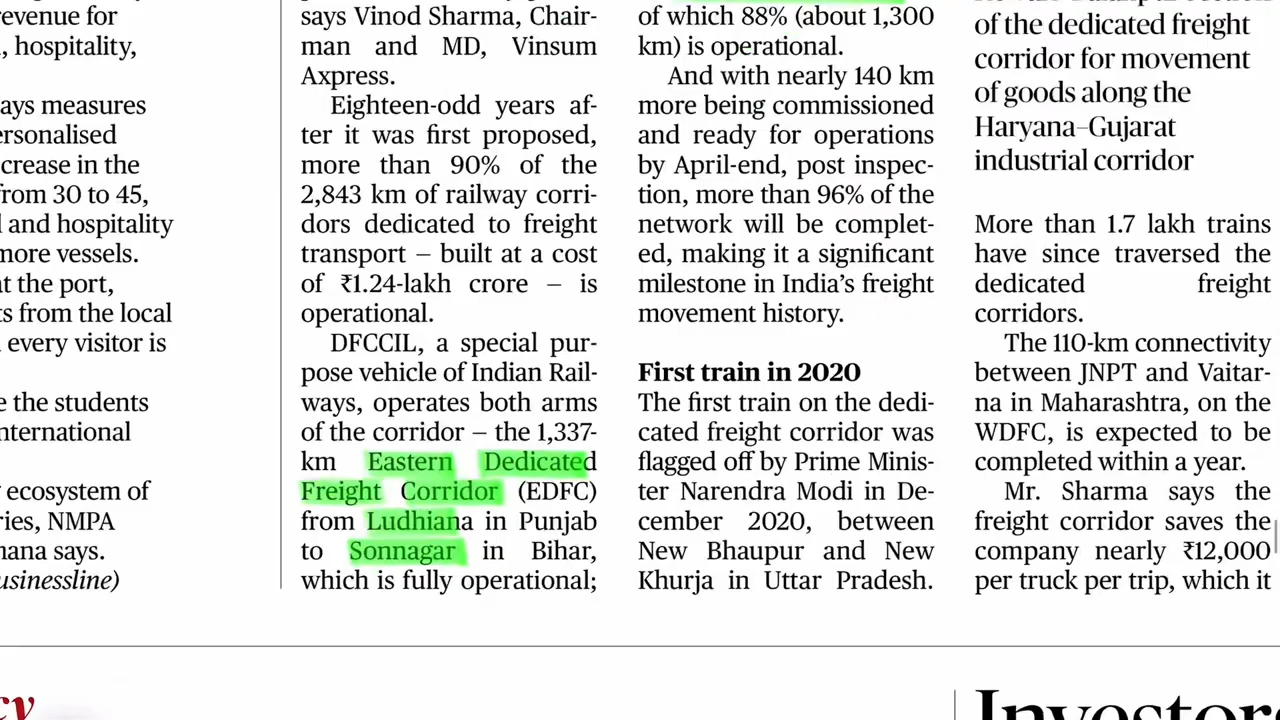 revenue for
hospitality,
measures
personalised
crease in the
from 30 to 45,
and hospitality
more vessels.
at the port,
from the local
every visitor is
the students
nternational
ecosystem of
NMPA
says.
usinessline)
says Vinod Sharma, Chair-
man and MD, Vinsum
Axpress.
Eighteen-odd years af-
ter it was first proposed,
more than 90% of the
2,843 km of railway corri-
dors dedicated to freight
transport – built at a cost
of ₹1.24-lakh crore – is
operational.
DFCCIL, a special pur-
pose vehicle of Indian Rail-
ways, operates both arms
of the corridor – the 1,337-
km Eastern Dedicated
Freight Corridor (EDFC)
from Ludhiana in Punjab
to Sonnagar in Bihar,
which is fully operational;
of which 88% (about 1,300
km) is operational.
And with nearly 140 km
more being commissioned
and ready for operations
by April-end, post inspec-
tion, more than 96% of the
network will be complet-
ed, making it a significant
milestone in India's freight
movement history.
First train in 2020
The first train on the dedi-
cated freight corridor was
flagged off by Prime Minis-
ter Narendra Modi in De-
cember 2020, between
New Bhaupur and New
Khurja in Uttar Pradesh.
of the dedicated freight
corridor for movement
of goods along the
Haryana–Gujarat
industrial corridor
More than 1.7 lakh trains
have since traversed the
dedicated freight
corridors.
The 110-km connectivity
between JNPT and Vaitar-
na in Maharashtra, on the
WDFC, is expected to be
completed within a year.
Mr. Sharma says the
freight corridor saves the
company nearly ₹12,000
per truck per trip, which it
cy
Investors